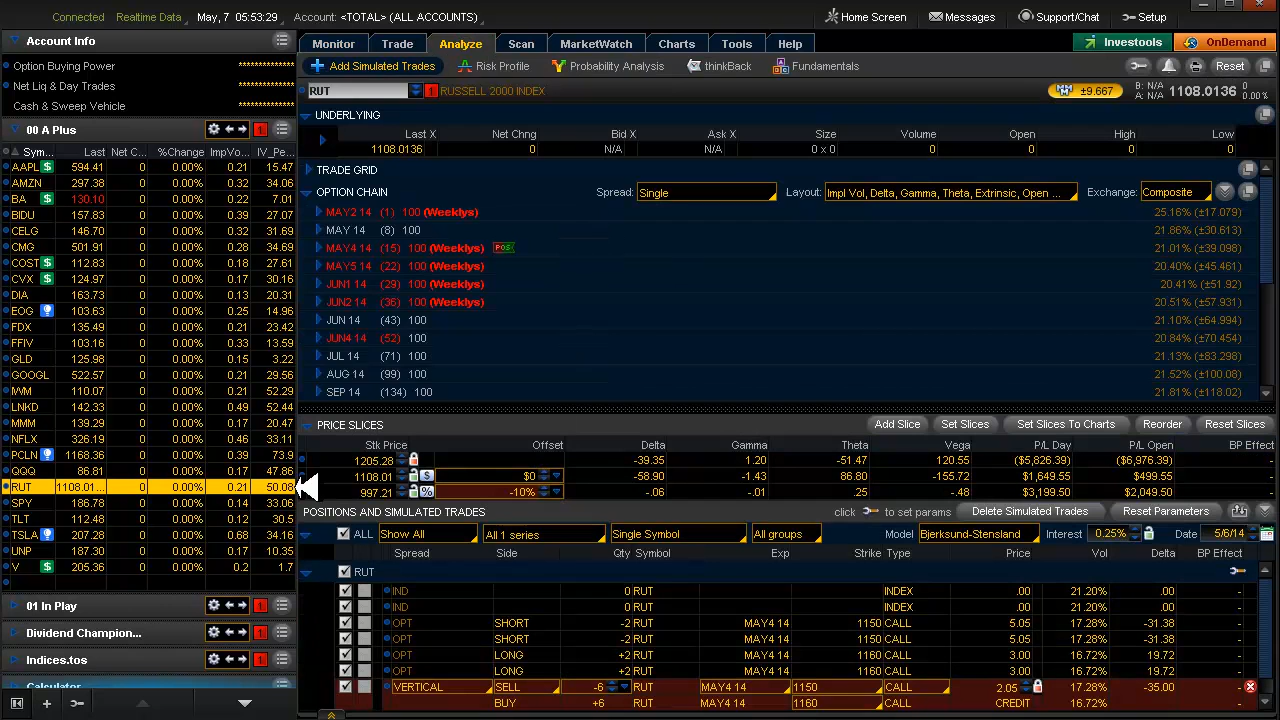 Connected Realtime Data May, 7 05:53:29 Account: <TOTAL> (ALL ACCOUNTS) Home Screen Messages Support/Chat Setup
Account Info
Option Buying Power **************
Net Liq & Day Trades **************
Cash & Sweep Vehicle **************
00 A Plus 1
Sym... Last Net C... %Change ImpVo... IV_Pe...
AAPL $ 594.41 0 0.00% 0.21 15.47
AMZN 297.38 0 0.00% 0.32 34.06
BA $ 130.10 0 0.00% 0.22 7.01
BIDU 157.83 0 0.00% 0.39 27.07
CELG 146.70 0 0.00% 0.32 31.69
CMG 501.91 0 0.00% 0.28 34.69
COST $ 112.83 0 0.00% 0.18 27.61
CVX $ 124.97 0 0.00% 0.17 30.16
DIA 163.73 0 0.00% 0.13 20.31
EOG 103.63 0 0.00% 0.25 14.96
FDX 135.49 0 0.00% 0.22 23.42
FFIV 103.16 0 0.00% 0.33 13.59
GLD 125.98 0 0.00% 0.15 3.22
GOOGL 522.57 0 0.00% 0.22 29.56
IWM 110.07 0 0.00% 0.22 52.29
LNKD 142.33 0 0.00% 0.49 52.44
MMM 139.29 0 0.00% 0.17 20.47
NFLX 326.19 0 0.00% 0.46 33.11
PCLN 1168.36 0 0.00% 0.39 73.9
QQQ 86.81 0 0.00% 0.17 47.86
RUT 1108.01... 0 0.00% 0.21 50.08
SPY 186.78 0 0.00% 0.14 33.06
TLT 112.48 0 0.00% 0.12 30.5
TSLA 207.28 0 0.00% 0.68 34.16
UNP 187.30 0 0.00% 0.17 10.35
V $ 205.36 0 0.00% 0.2 1.7
01 In Play 1
Dividend Champion... 1
Indices.tos 1
Calculator
Monitor Trade Analyze Scan MarketWatch Charts Tools Help Investools OnDemand
Add Simulated Trades Risk Profile Probability Analysis thinkBack Fundamentals Reset
RUT 1 RUSSELL 2000 INDEX ±9.667 B: N/A A: N/A 1108.0136 0 0.00%
UNDERLYING
Last X Net Chng Bid X Ask X Size Volume Open High Low
1108.0136 0 N/A N/A 0 x 0 0 0 0 0
TRADE GRID
OPTION CHAIN Spread: Single Layout: Impl Vol, Delta, Gamma, Theta, Extrinsic, Open ... Exchange: Composite
MAY2 14 (1) 100 (Weeklys) 25.16% (±17.079)
MAY 14 (8) 100 21.86% (±30.613)
MAY4 14 (15) 100 (Weeklys) POS 21.01% (±39.098)
MAY5 14 (22) 100 (Weeklys) 20.40% (±45.461)
JUN1 14 (29) 100 (Weeklys) 20.41% (±51.92)
JUN2 14 (36) 100 (Weeklys) 20.51% (±57.931)
JUN 14 (43) 100 21.10% (±64.994)
JUN4 14 (52) 100 20.84% (±70.454)
JUL 14 (71) 100 21.13% (±83.298)
AUG 14 (99) 100 21.52% (±100.08)
SEP 14 (134) 100 21.81% (±118.02)
PRICE SLICES Add Slice Set Slices Set Slices To Charts Reorder Reset Slices
Stk Price Offset Delta Gamma Theta Vega P/L Day P/L Open BP Effect
1205.28 -39.35 1.20 -51.47 120.55 ($5,826.39) ($6,976.39)
1108.01 $ $0 -58.90 -1.43 86.80 -155.72 $1,649.55 $499.55
997.21 % -10% -.06 -.01 .25 -.48 $3,199.50 $2,049.50
POSITIONS AND SIMULATED TRADES click to set params Delete Simulated Trades Reset Parameters
ALL Show All All 1 series Single Symbol All groups Model Bjerksund-Stensland Interest 0.25% Date 5/6/14
Spread Side Qty Symbol Exp Strike Type Price Vol Delta BP Effect
RUT
IND 0 RUT INDEX .00 21.20% .00 -
IND 0 RUT INDEX .00 21.20% .00 -
OPT SHORT -2 RUT MAY4 14 1150 CALL 5.05 17.28% -31.38 -
OPT SHORT -2 RUT MAY4 14 1150 CALL 5.05 17.28% -31.38 -
OPT LONG +2 RUT MAY4 14 1160 CALL 3.00 16.72% 19.72 -
OPT LONG +2 RUT MAY4 14 1160 CALL 3.00 16.72% 19.72 -
VERTICAL SELL -6 RUT MAY4 14 1150 CALL 2.05 17.28% -35.00 -
BUY +6 RUT MAY4 14 1160 CALL CREDIT 16.72%